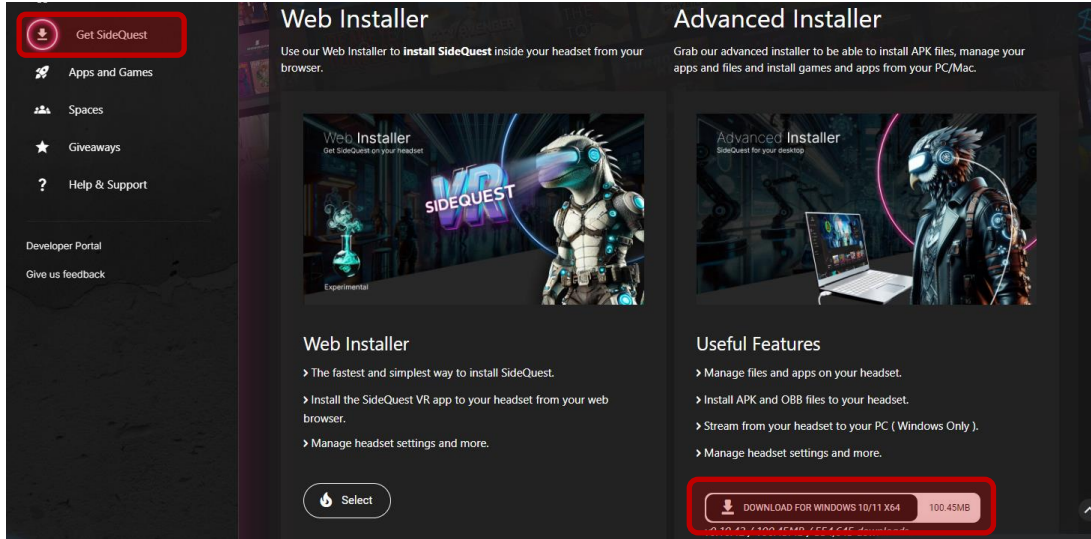 Get SideQuest
Apps and Games
Spaces
Giveaways
? Help & Support
Developer Portal
Give us feedback
Web Installer
Use our Web Installer to install SideQuest inside your headset from your
browser.
Web Installer
Get SideQuest on your headset
SIDEQUEST
VR
Experimental
Web Installer
The fastest and simplest way to install SideQuest.
Install the SideQuest VR app to your headset from your web
browser.
Manage headset settings and more.
Select
Advanced Installer
Grab our advanced installer to be able to install APK files, manage your
apps and files and install games and apps from your PC/Mac.
Advanced Installer
SideQuest for your desktop
Useful Features
Manage files and apps on your headset.
Install APK and OBB files to your headset.
Stream from your headset to your PC ( Windows Only ).
Manage headset settings and more.
DOWNLOAD FOR WINDOWS 10/11 X64 100.45MB
/ 100.45MB / 554,645 downloads